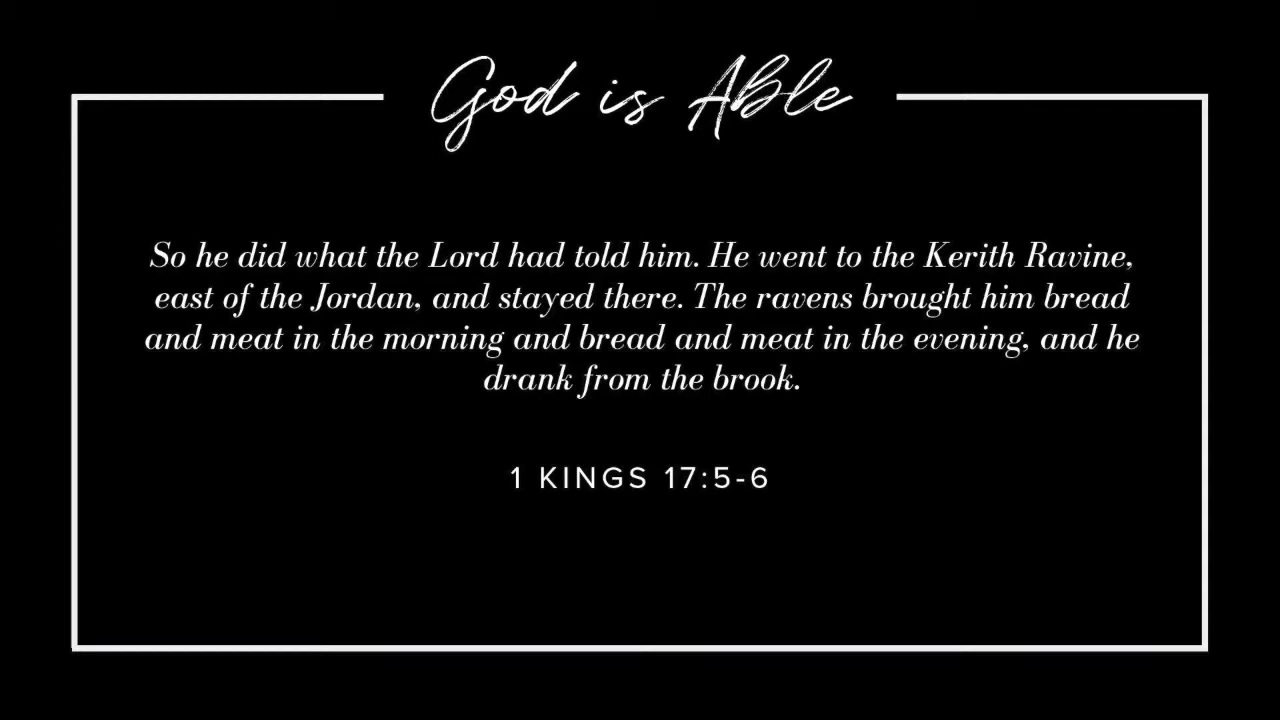 God is Able
So he did what the Lord had told him. He went to the Kerith Ravine,
east of the Jordan, and stayed there. The ravens brought him bread
and meat in the morning and bread and meat in the evening, and he
drank from the brook.
1 KINGS 17:5-6